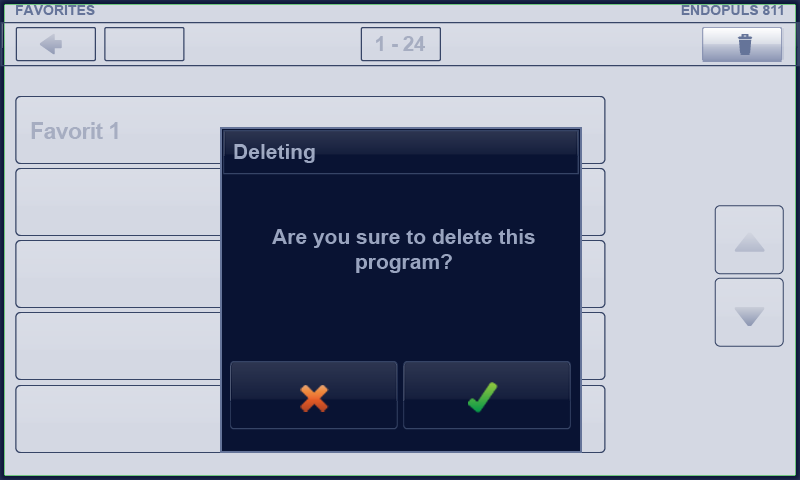 FAVORITES
ENDOPULS 811
1 - 24
Favorit 1
Deleting
Are you sure to delete this
program?